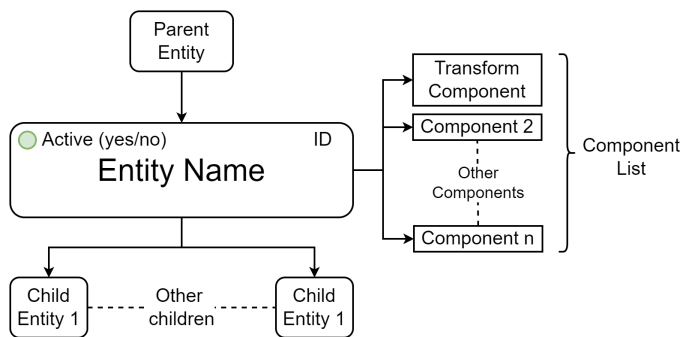 Parent
Entity
Active (yes/no)
ID
Entity Name
Transform
Component
Component 2
Other
Components
Component n
Component
List
Child
Entity 1
Other
children
Child
Entity 1